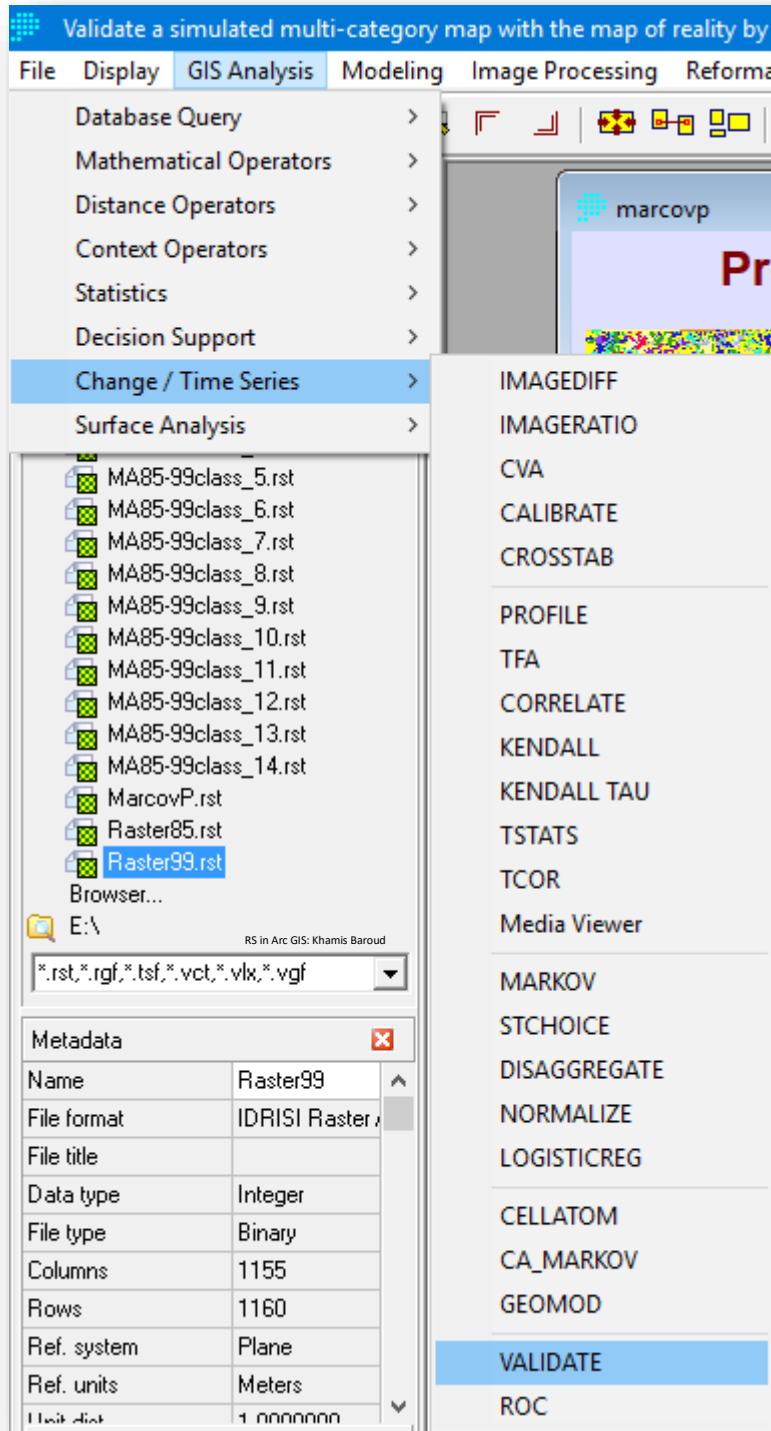 Validate a simulated multi-category map with the map of reality by
File Display GIS Analysis Modeling Image Processing Reforma
Database Query
Mathematical Operators
Distance Operators
Context Operators
Statistics
Decision Support
Change / Time Series
Surface Analysis
marcovp
Pr
IMAGEDIFF
IMAGERATIO
CVA
CALIBRATE
CROSSTAB
PROFILE
TFA
CORRELATE
KENDALL
KENDALL TAU
TSTATS
TCOR
Media Viewer
MARKOV
STCHOICE
DISAGGREGATE
NORMALIZE
LOGISTICREG
CELLATOM
CA_MARKOV
GEOMOD
VALIDATE
ROC
MA85-99class_5.rst
MA85-99class_6.rst
MA85-99class_7.rst
MA85-99class_8.rst
MA85-99class_9.rst
MA85-99class_10.rst
MA85-99class_11.rst
MA85-99class_12.rst
MA85-99class_13.rst
MA85-99class_14.rst
MarcovP.rst
Raster85.rst
Raster99.rst
Browser...
E:\
RS in Arc GIS: Khamis Baroud
*.rst,*.rgf,*.tsf,*.vct,*.vlx,*.vgf
Metadata
Name Raster99
File format IDRISI Raster
File title
Data type Integer
File type Binary
Columns 1155
Rows 1160
Ref. system Plane
Ref. units Meters
Unit dist 1.0000000